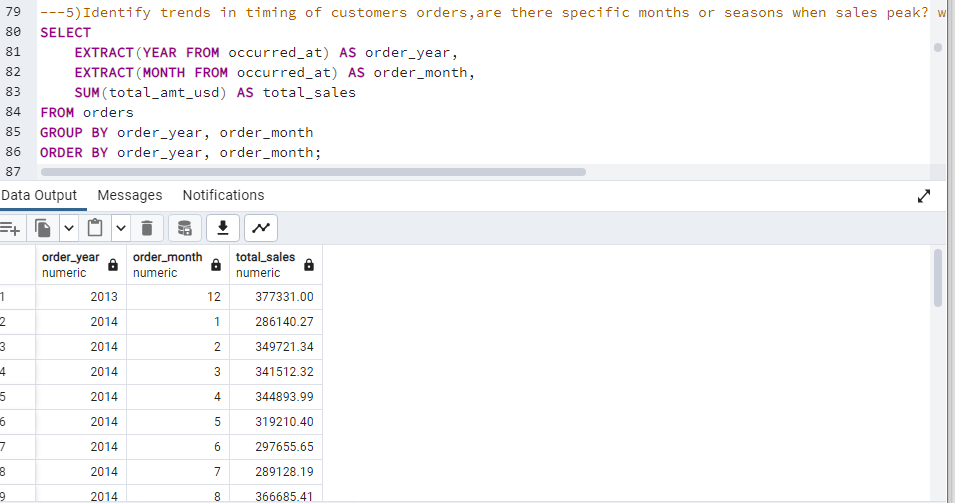 79 ---5)Identify trends in timing of customers orders,are there specific months or seasons when sales peak? w
80 SELECT
81 EXTRACT(YEAR FROM occurred_at) AS order_year,
82 EXTRACT(MONTH FROM occurred_at) AS order_month,
83 SUM(total_amt_usd) AS total_sales
84 FROM orders
85 GROUP BY order_year, order_month
86 ORDER BY order_year, order_month;
87
Data Output Messages Notifications
order_year order_month total_sales
numeric numeric numeric
1 2013 12 377331.00
2 2014 1 286140.27
3 2014 2 349721.34
4 2014 3 341512.32
5 2014 4 344893.99
6 2014 5 319210.40
7 2014 6 297655.65
8 2014 7 289128.19
9 2014 8 366685.41